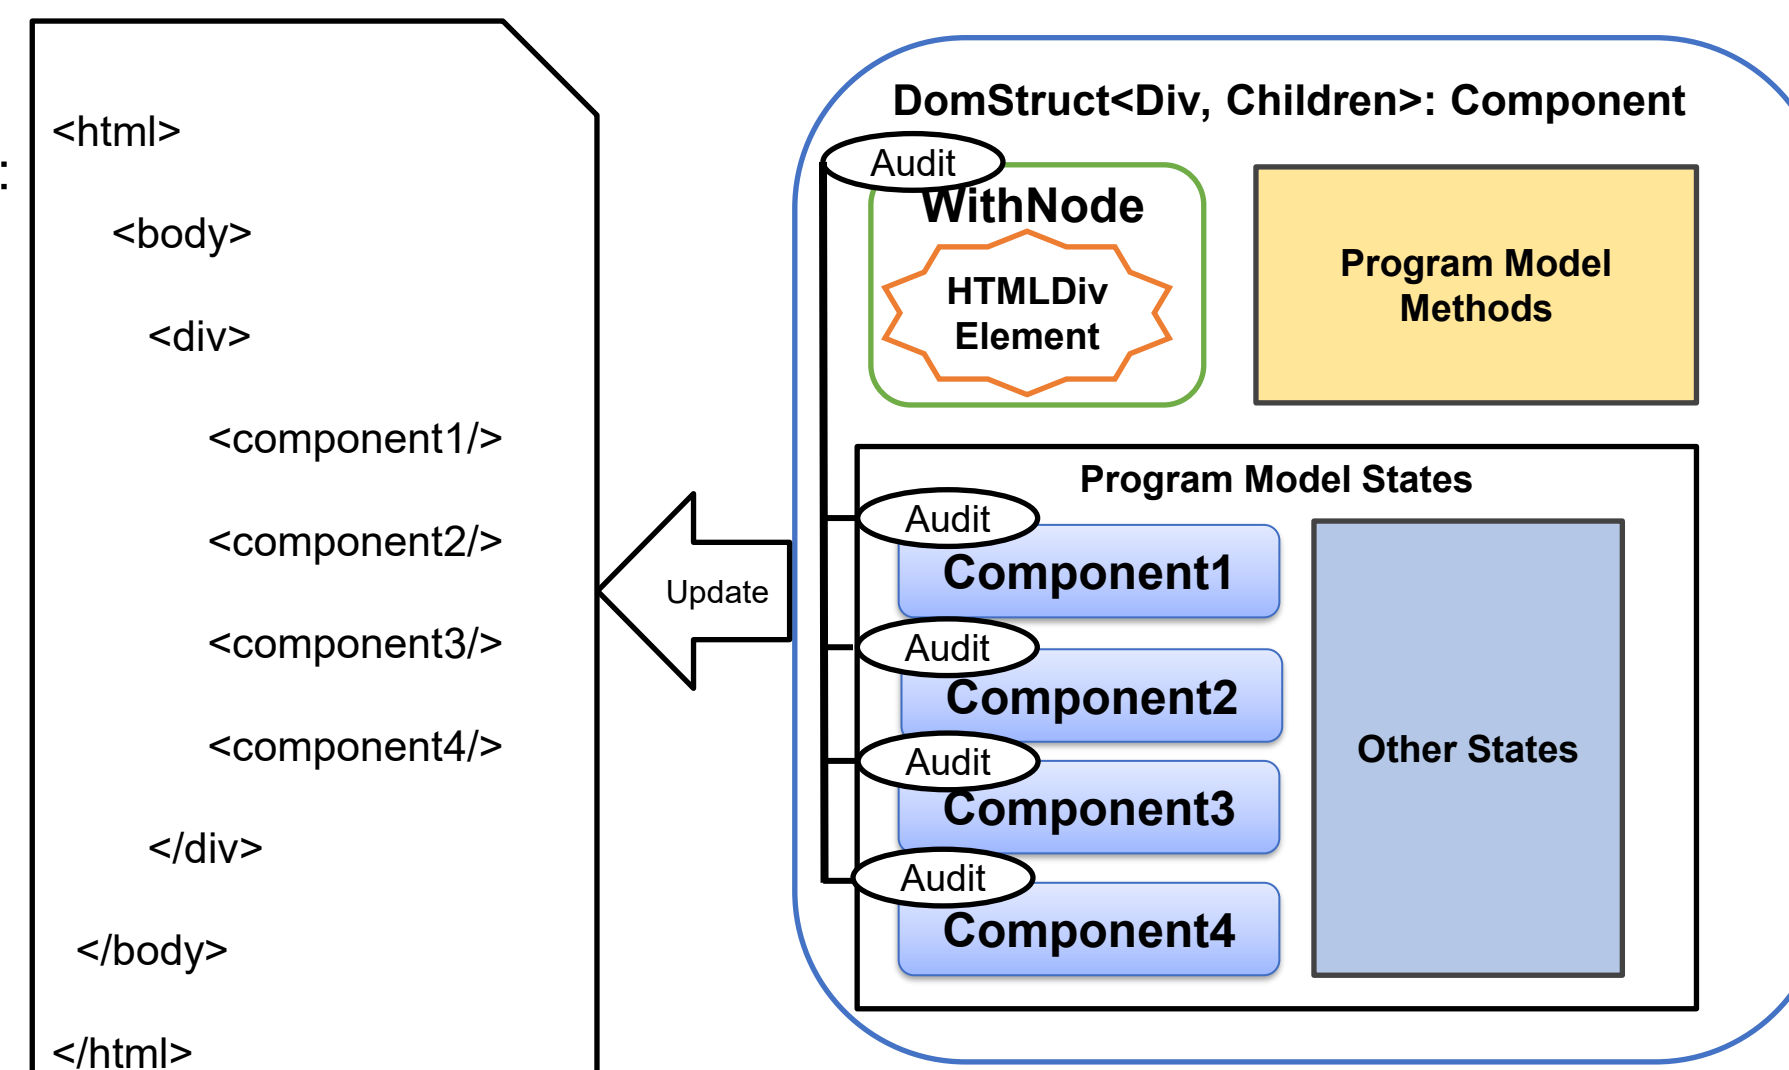 :
<html>
<body>
<div>
<component1/>
<component2/>
<component3/>
<component4/>
</div>
</body>
</html>
Update
DomStruct<Div, Children>: Component
Audit
WithNode
HTMLDiv
Element
Program Model
Methods
Program Model States
Audit
Component1
Audit
Component2
Audit
Component3
Audit
Component4
Other States